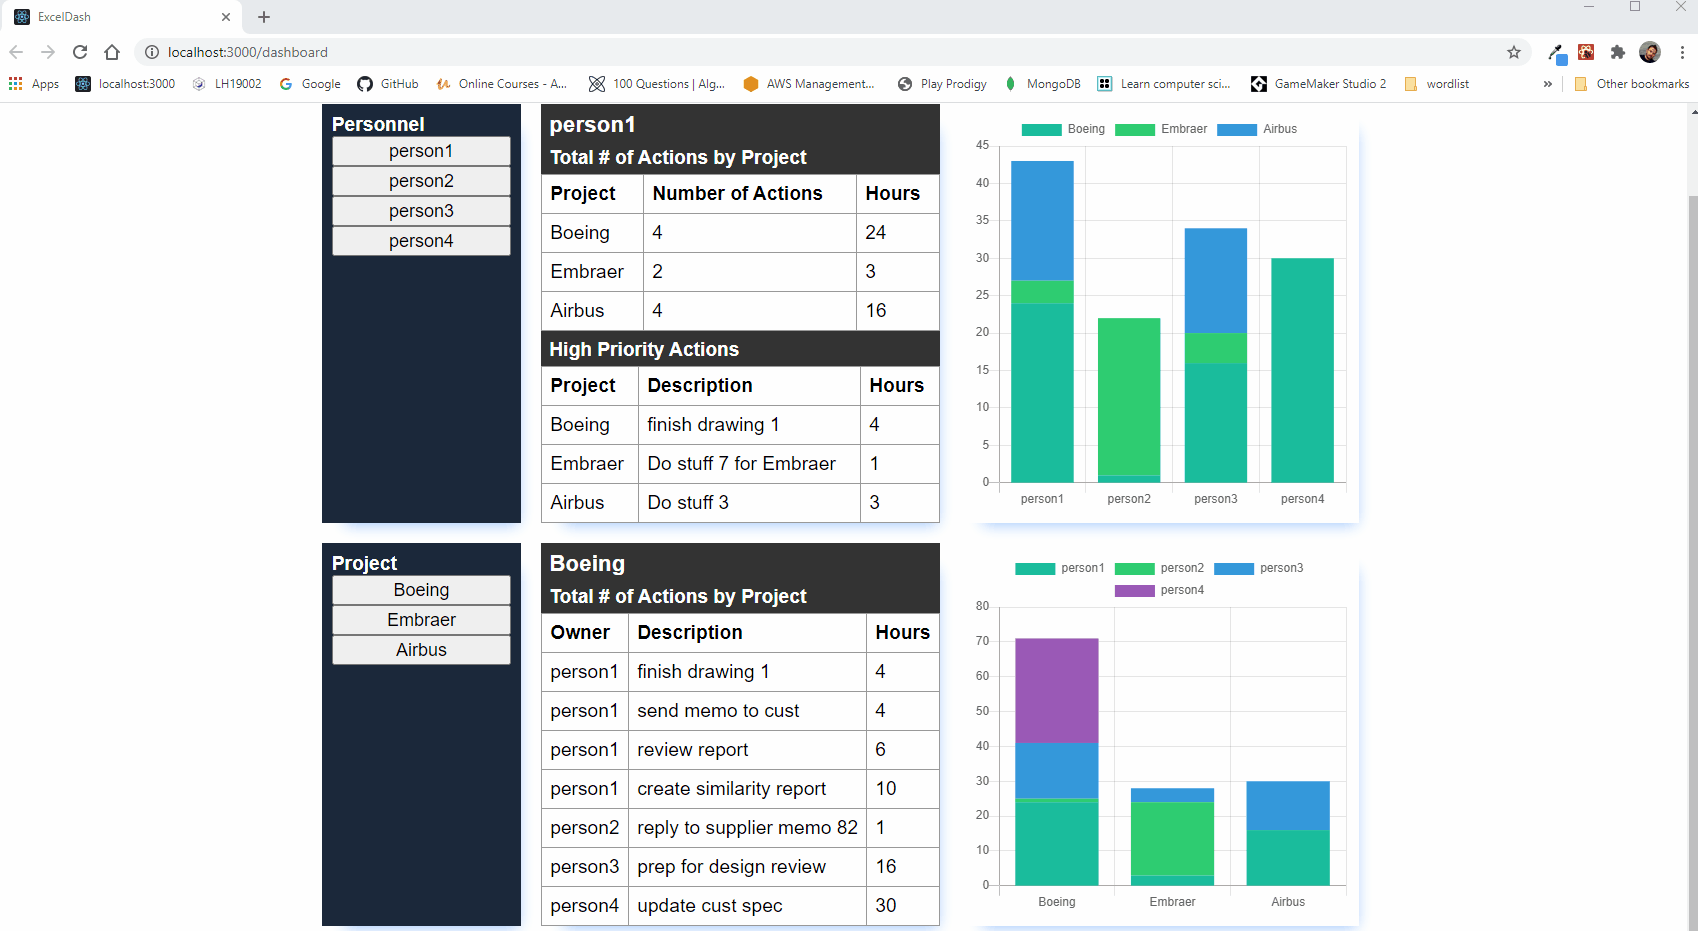 ExcelDash
localhost:3000/dashboard
Apps localhost:3000 LH19002 Google GitHub Online Courses - A... 100 Questions | Alg... AWS Management... Play Prodigy MongoDB Learn computer sci... GameMaker Studio 2 wordlist » Other bookmarks
Personnel
person1
person2
person3
person4
person1
Total # of Actions by Project
Project Number of Actions Hours
Boeing 4 24
Embraer 2 3
Airbus 4 16
High Priority Actions
Project Description Hours
Boeing finish drawing 1 4
Embraer Do stuff 7 for Embraer 1
Airbus Do stuff 3 3
Boeing Embraer Airbus
45
40
35
30
25
20
15
10
5
0
person1 person2 person3 person4
Project
Boeing
Embraer
Airbus
Boeing
Total # of Actions by Project
Owner Description Hours
person1 finish drawing 1 4
person1 send memo to cust 4
person1 review report 6
person1 create similarity report 10
person2 reply to supplier memo 82 1
person3 prep for design review 16
person4 update cust spec 30
person1 person2 person3
person4
80
70
60
50
40
30
20
10
0
Boeing Embraer Airbus